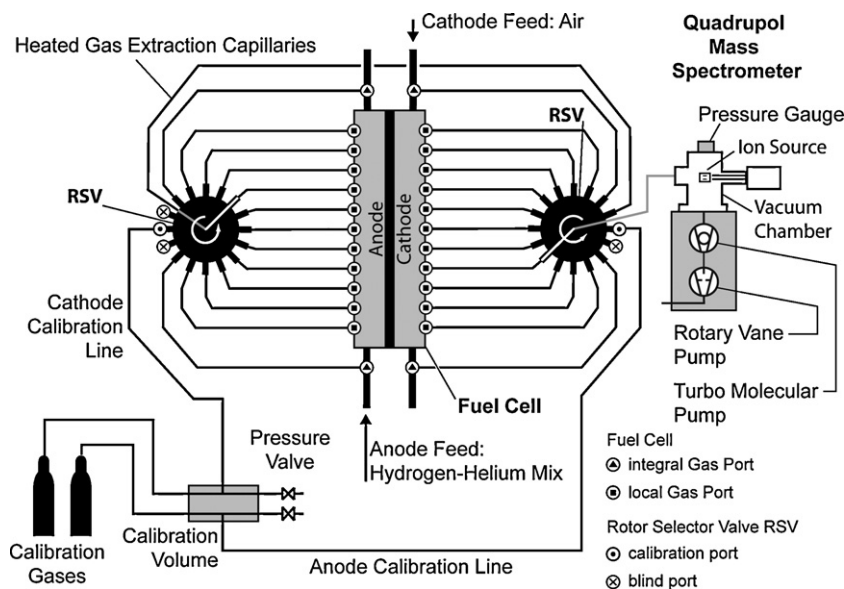 Cathode Feed: Air
Heated Gas Extraction Capillaries
Quadrupol
Mass
Spectrometer
Pressure Gauge
RSV
Ion Source
RSV
Vacuum
Chamber
Anode
Cathode
Cathode
Calibration
Line
Rotary Vane
Pump
Turbo Molecular
Pump
Fuel Cell
Pressure
Valve
Anode Feed:
Hydrogen-Helium Mix
Fuel Cell
integral Gas Port
local Gas Port
Calibration
Volume
Calibration
Gases
Anode Calibration Line
Rotor Selector Valve RSV
calibration port
blind port